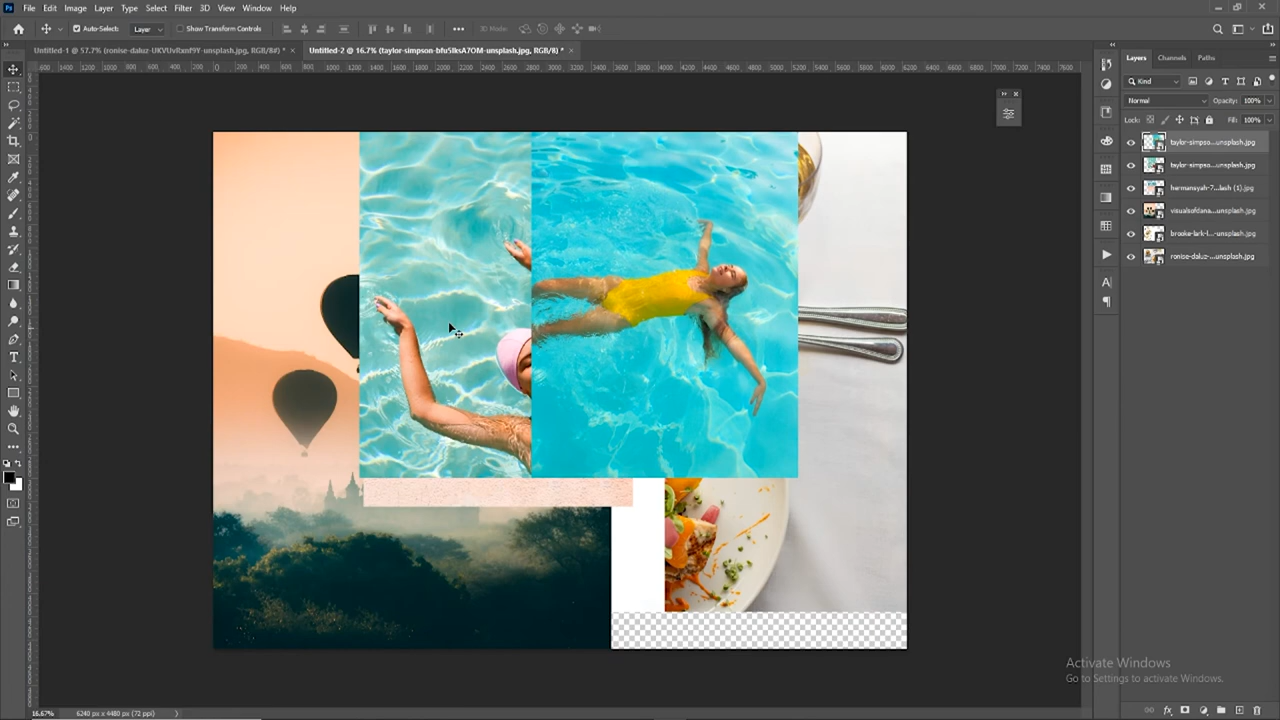 Ps File Edit Image Layer Type Select Filter 3D View Window Help
Auto-Select: Layer Show Transform Controls 3D Mode:
Untitled-1 @ 57.7% (ronise-daluz-UKVUvRxnf9Y-unsplash.jpg, RGB/8#) * × Untitled-2 @ 16.7% (taylor-simpson-bfu5lksA7OM-unsplash.jpg, RGB/8) * ×
Layers Channels Paths
Kind
Normal Opacity: 100%
Lock: Fill: 100%
taylor-simpso...unsplash.jpg
taylor-simpso...unsplash.jpg
hermansyah-7...lash (1).jpg
visualsofdana...unsplash.jpg
brooke-lark-l...-unsplash.jpg
ronise-daluz-...unsplash.jpg
Activate Windows
Go to Settings to activate Windows.
16.67% 6240 px x 4480 px (72 ppi)